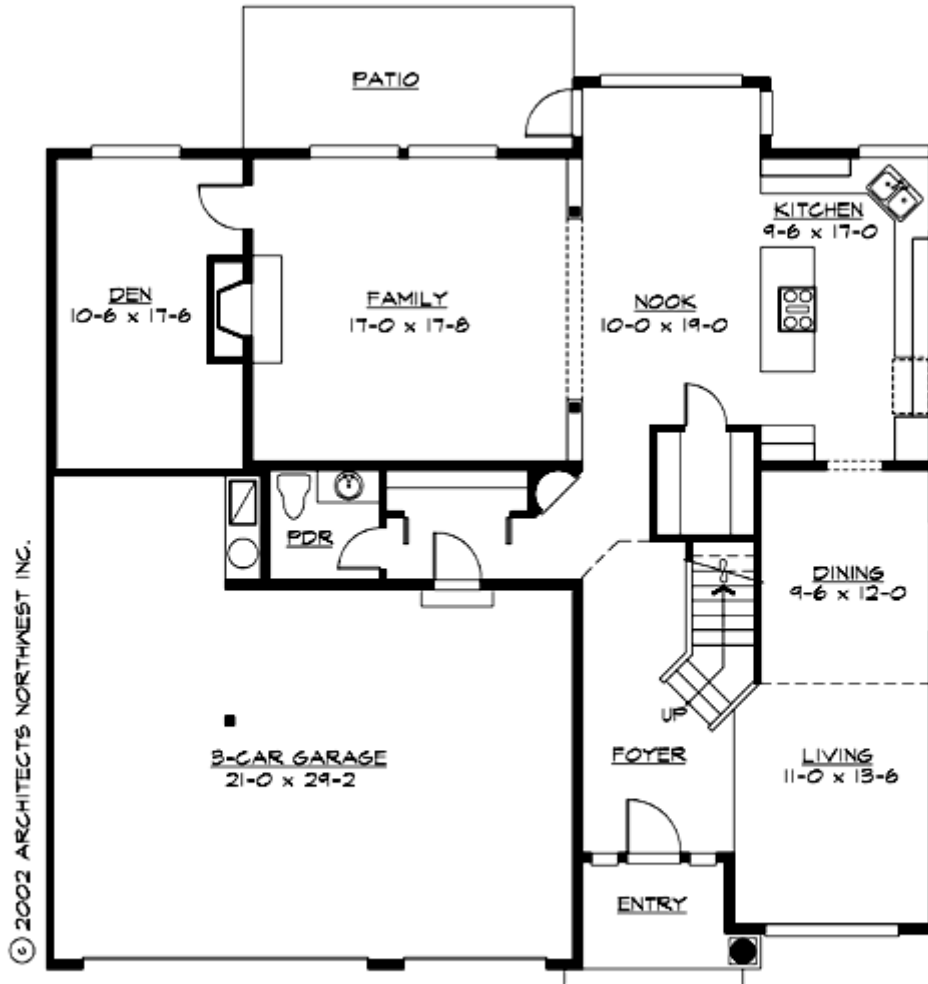 PATIO
KITCHEN
9-6 x 17-0
DEN
10-6 x 17-6
FAMILY
17-0 x 17-6
NOOK
10-0 x 19-0
PDR
DINING
9-6 x 12-0
UP
FOYER
3-CAR GARAGE
21-0 x 29-2
LIVING
11-0 x 13-6
ENTRY
© 2002 ARCHITECTS NORTHWEST INC.